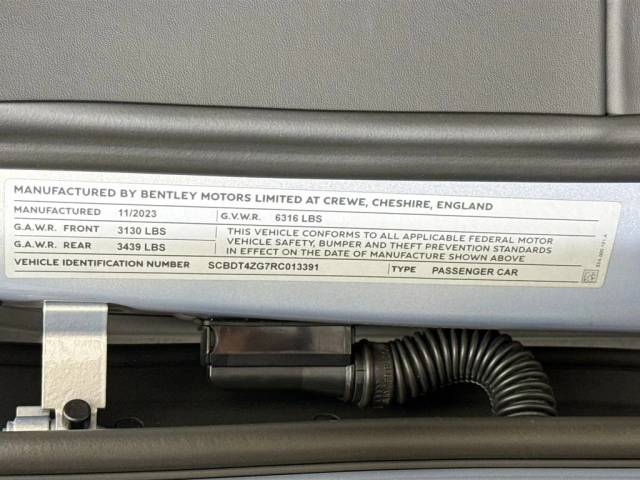 MANUFACTURED BY BENTLEY MOTORS LIMITED AT CREWE, CHESHIRE, ENGLAND
MANUFACTURED 11/2023 G.V.W.R. 6316 LBS
G.A.W.R. FRONT 3130 LBS
G.A.W.R. REAR 3439 LBS
THIS VEHICLE CONFORMS TO ALL APPLICABLE FEDERAL MOTOR
VEHICLE SAFETY, BUMPER AND THEFT PREVENTION STANDARDS
IN EFFECT ON THE DATE OF MANUFACTURE SHOWN ABOVE
VEHICLE IDENTIFICATION NUMBER SCBDT4ZG7RC013391 TYPE PASSENGER CAR